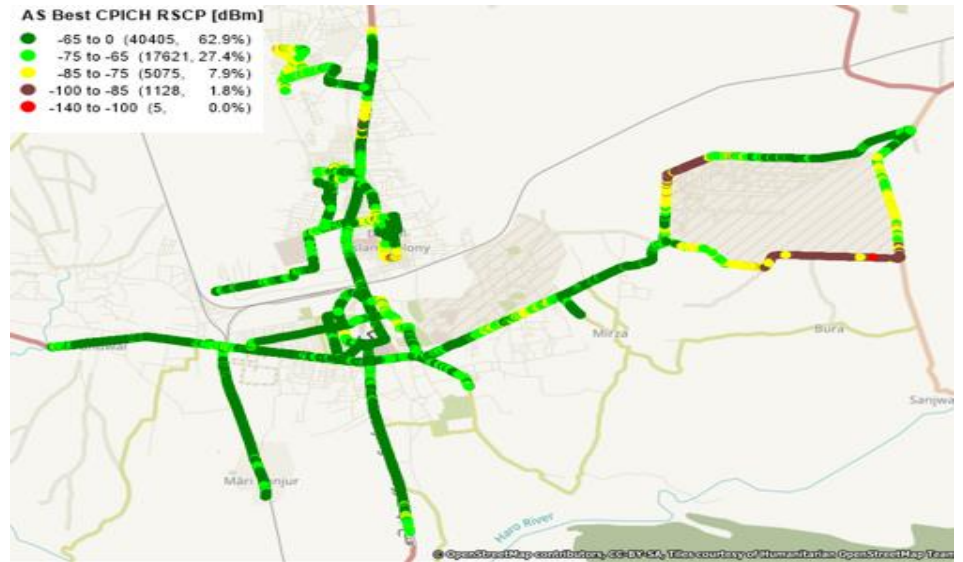 AS Best CPICH RSCP [dBm]
-65 to 0 (40405, 62.9%)
-75 to -65 (17621, 27.4%)
-85 to -75 (5075, 7.9%)
-100 to -85 (1128, 1.8%)
-140 to -100 (5, 0.0%)
Mirza
Bura
Sanjwa
Haro River
© OpenStreetMap contributors, CC-BY-SA, Tiles courtesy of Humanitarian OpenStreetMap Team